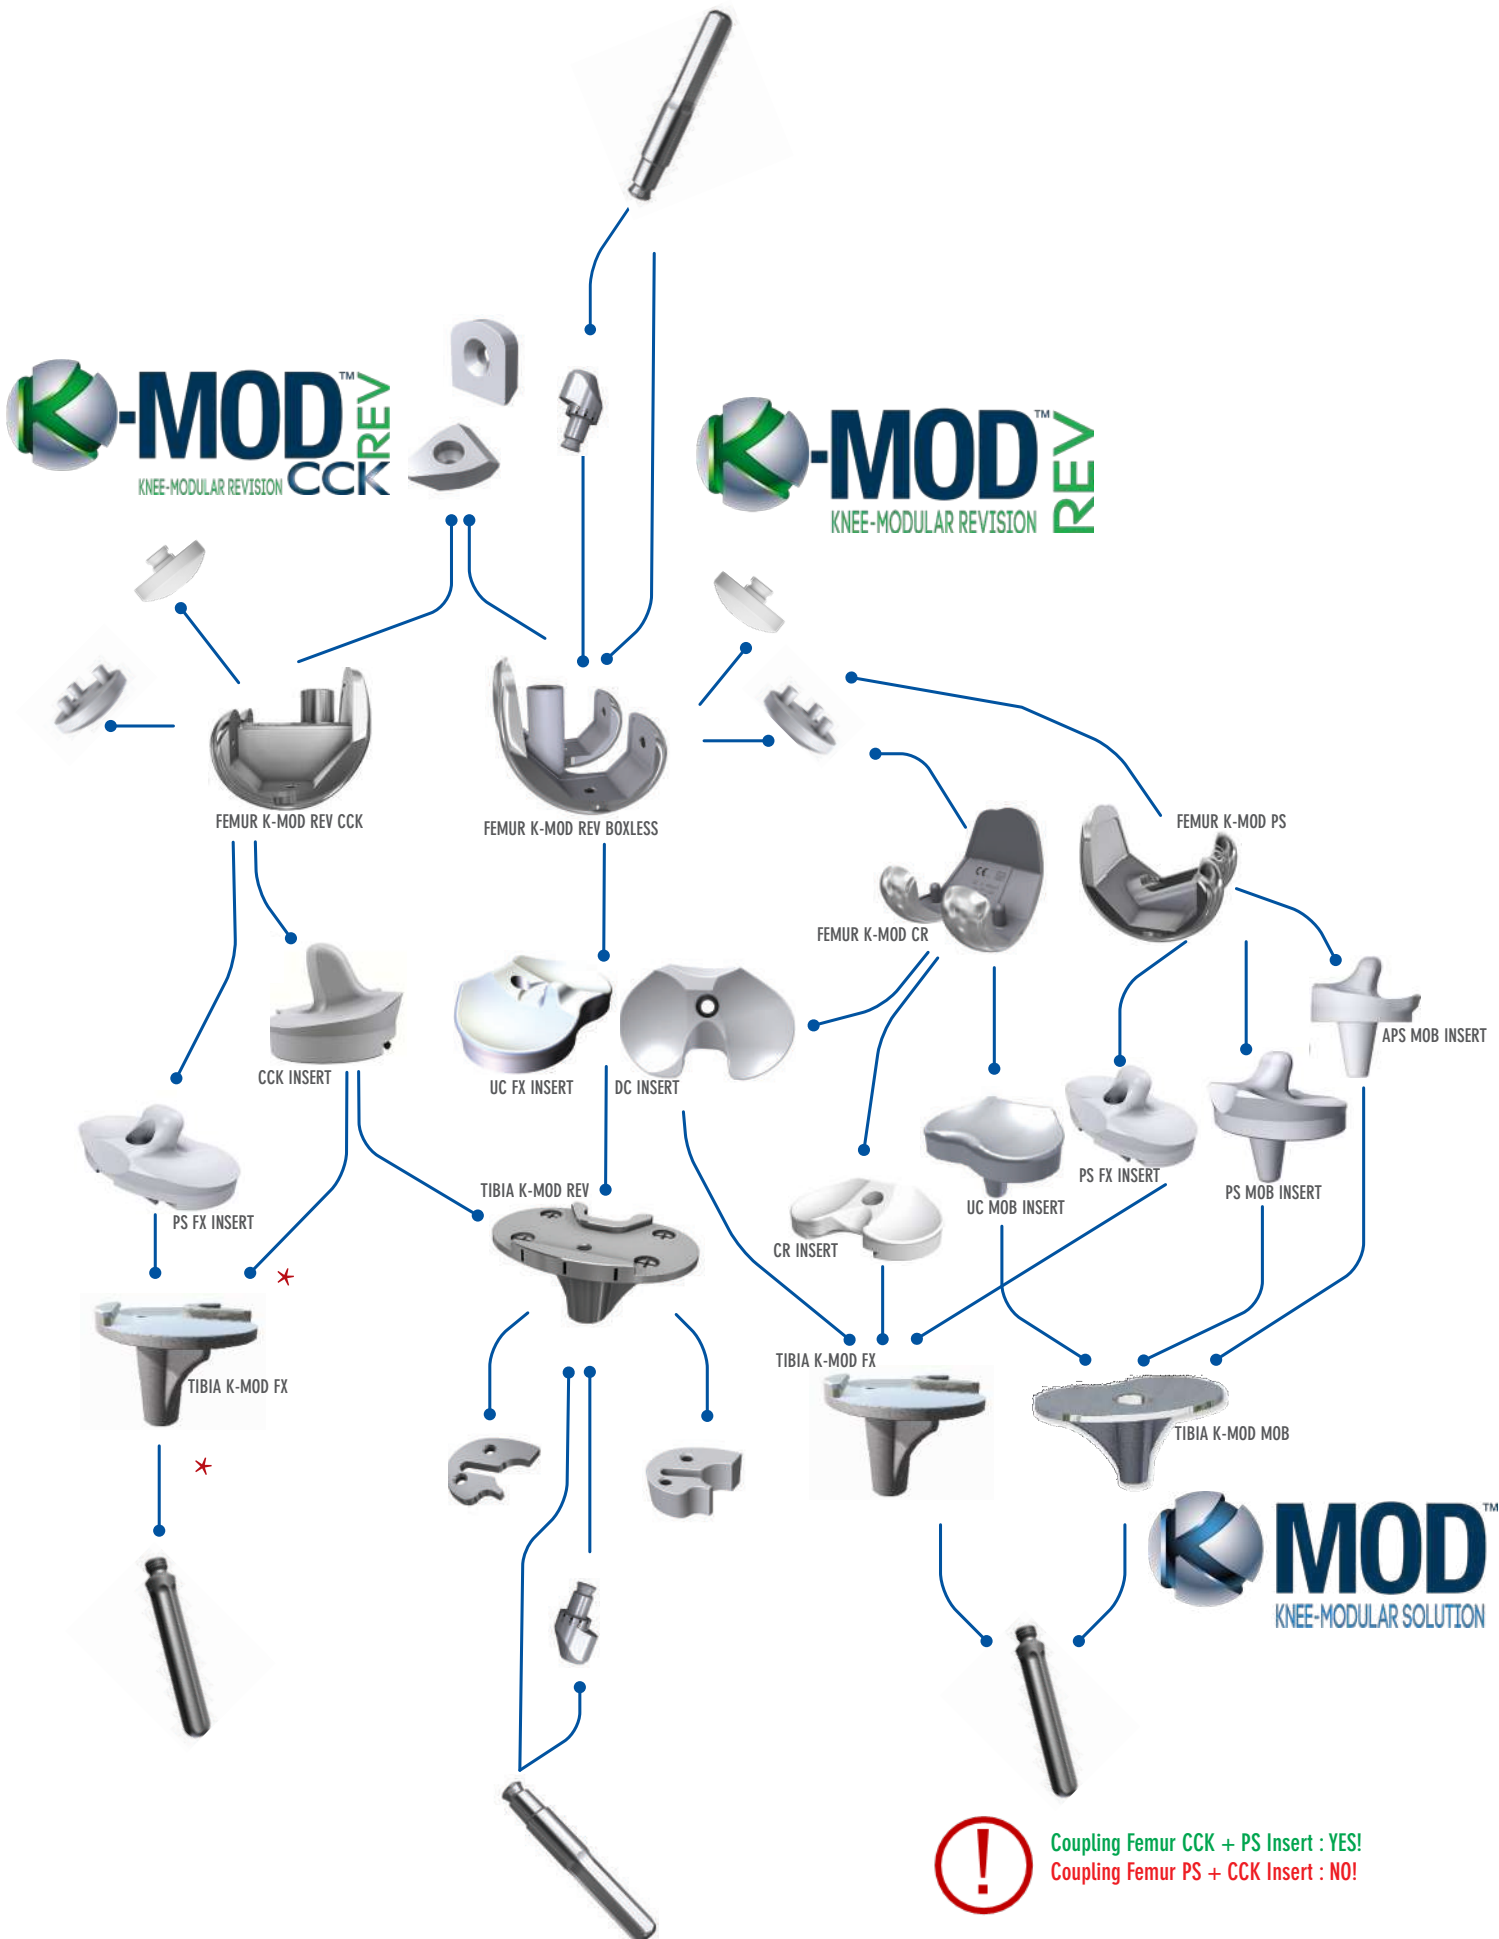 K-MOD™ REV
KNEE-MODULAR REVISION CCK
K-MOD™ REV
KNEE-MODULAR REVISION
FEMUR K-MOD REV CCK
FEMUR K-MOD REV BOXLESS
FEMUR K-MOD PS
FEMUR K-MOD CR
APS MOB INSERT
CCK INSERT
UC FX INSERT
DC INSERT
PS FX INSERT
PS MOB INSERT
UC MOB INSERT
TIBIA K-MOD REV
PS FX INSERT
CR INSERT
TIBIA K-MOD FX
TIBIA K-MOD FX
TIBIA K-MOD MOB
K MOD™
KNEE-MODULAR SOLUTION
!
Coupling Femur CCK + PS Insert : YES!
Coupling Femur PS + CCK Insert : NO!